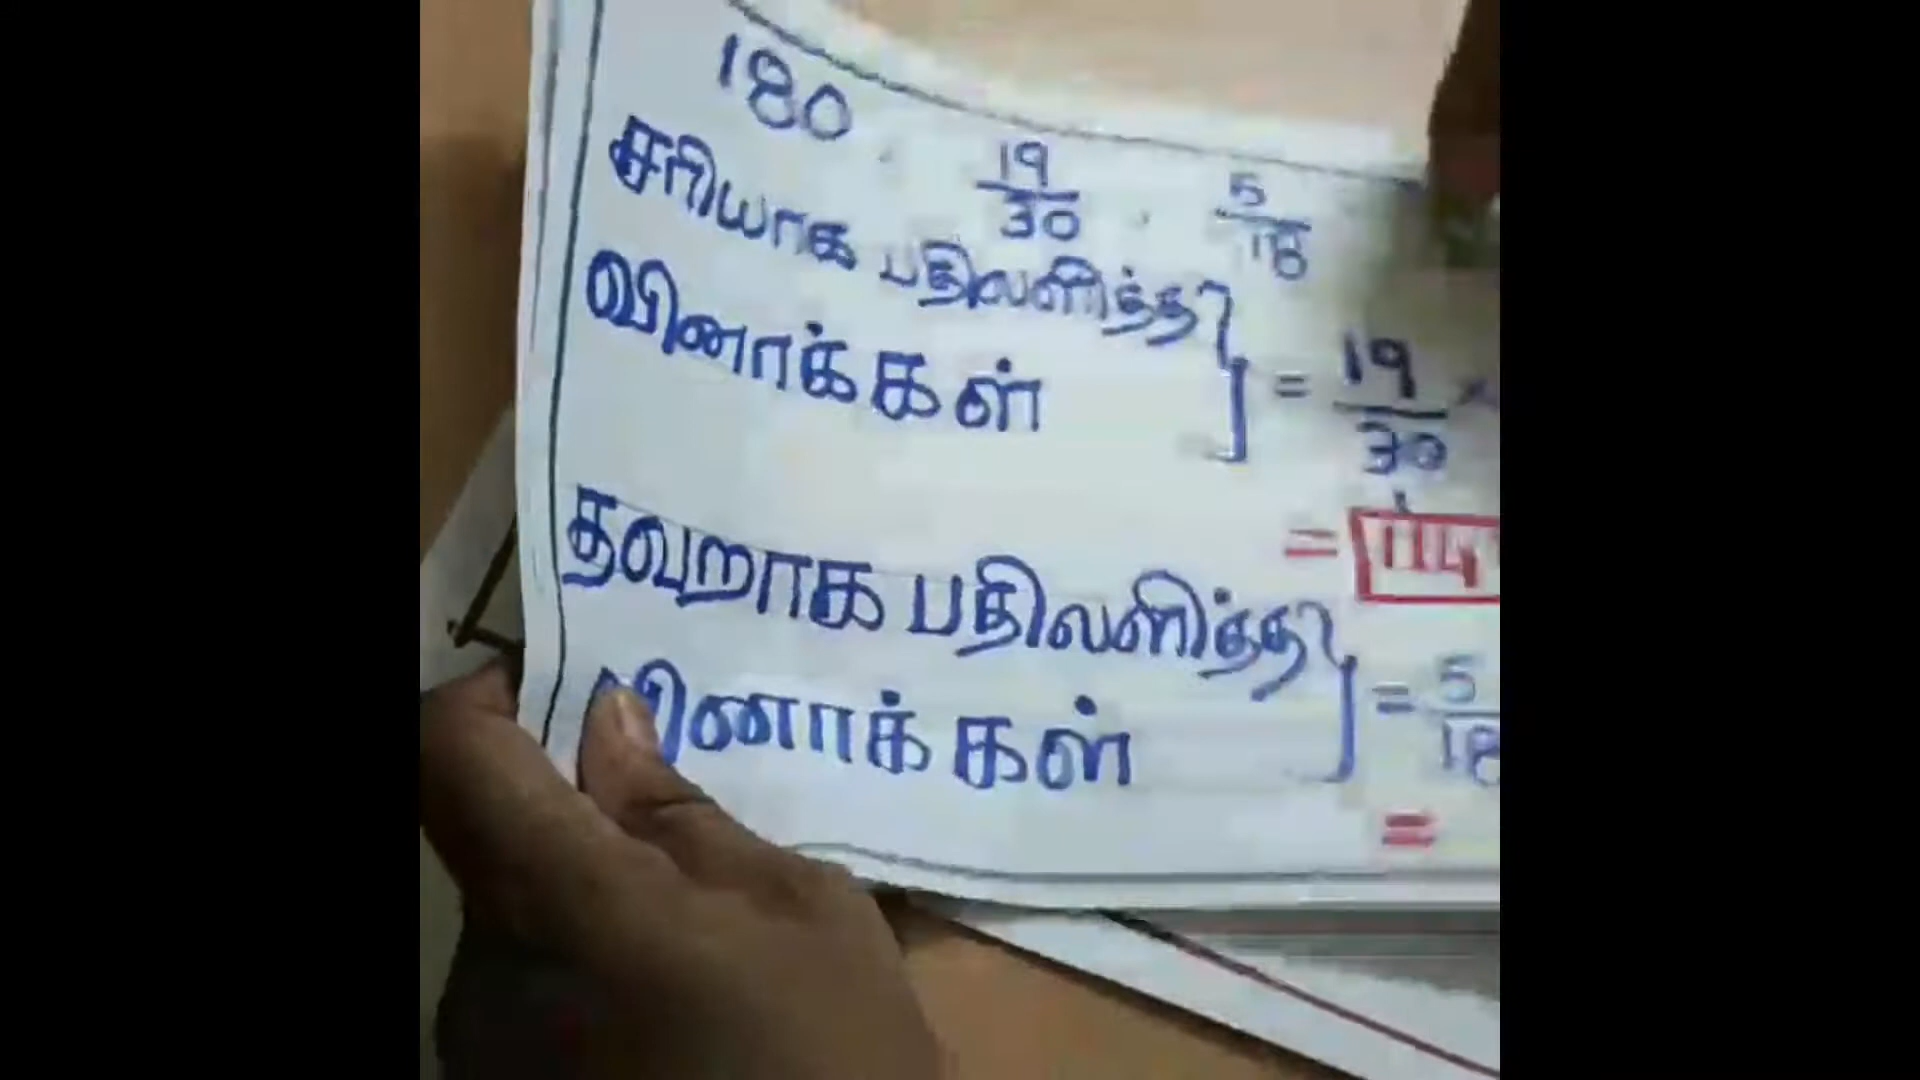 180 19/30 5/18
சரியாக பதிலளித்த
வினாக்கள் = 19/30 ×
= 114
தவறாக பதிலளித்த
வினாக்கள் = 5/18
=